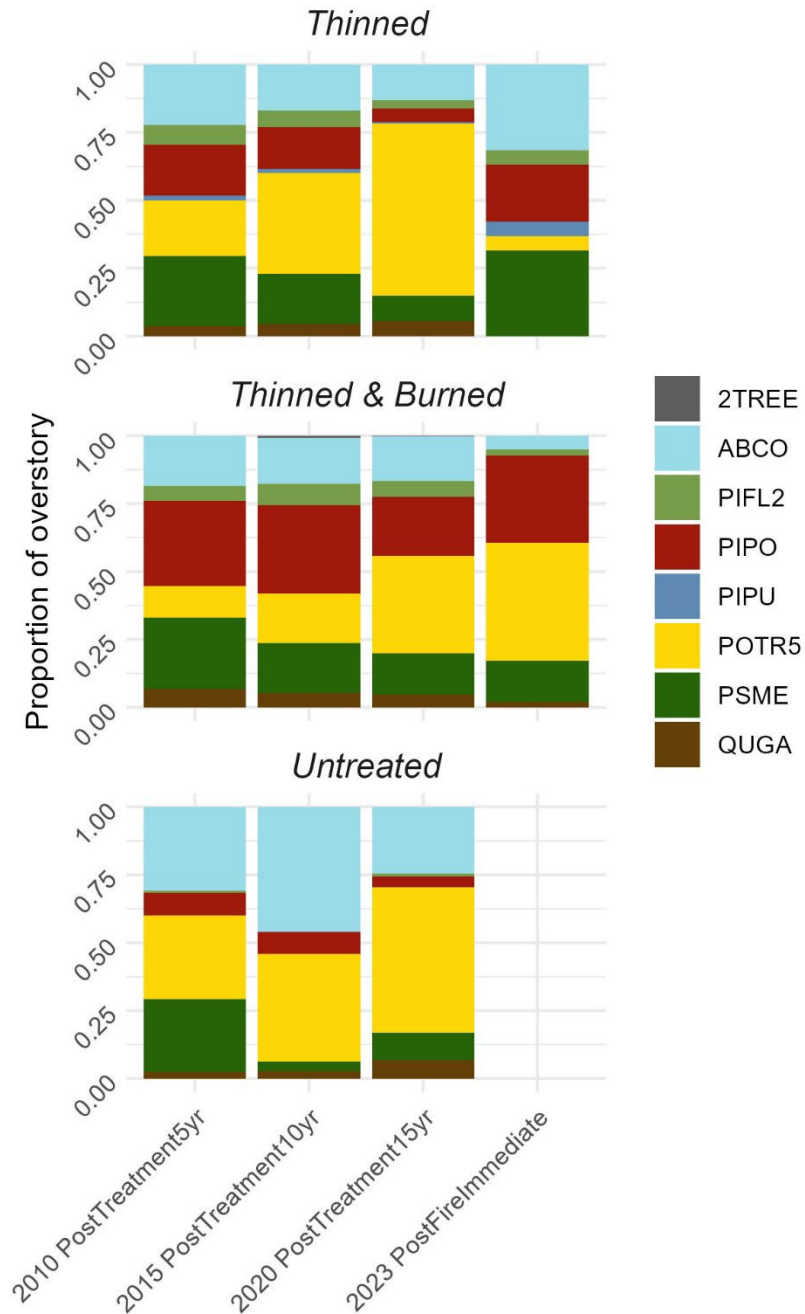 Thinned
1.00
0.75
0.50
0.25
0.00
Thinned & Burned
1.00
0.75
0.50
0.25
0.00
Untreated
1.00
0.75
0.50
0.25
0.00
Proportion of overstory
2010 PostTreatment5yr
2015 PostTreatment10yr
2020 PostTreatment15yr
2023 PostFireImmediate
2TREE
ABCO
PIFL2
PIPO
PIPU
POTR5
PSME
QUGA